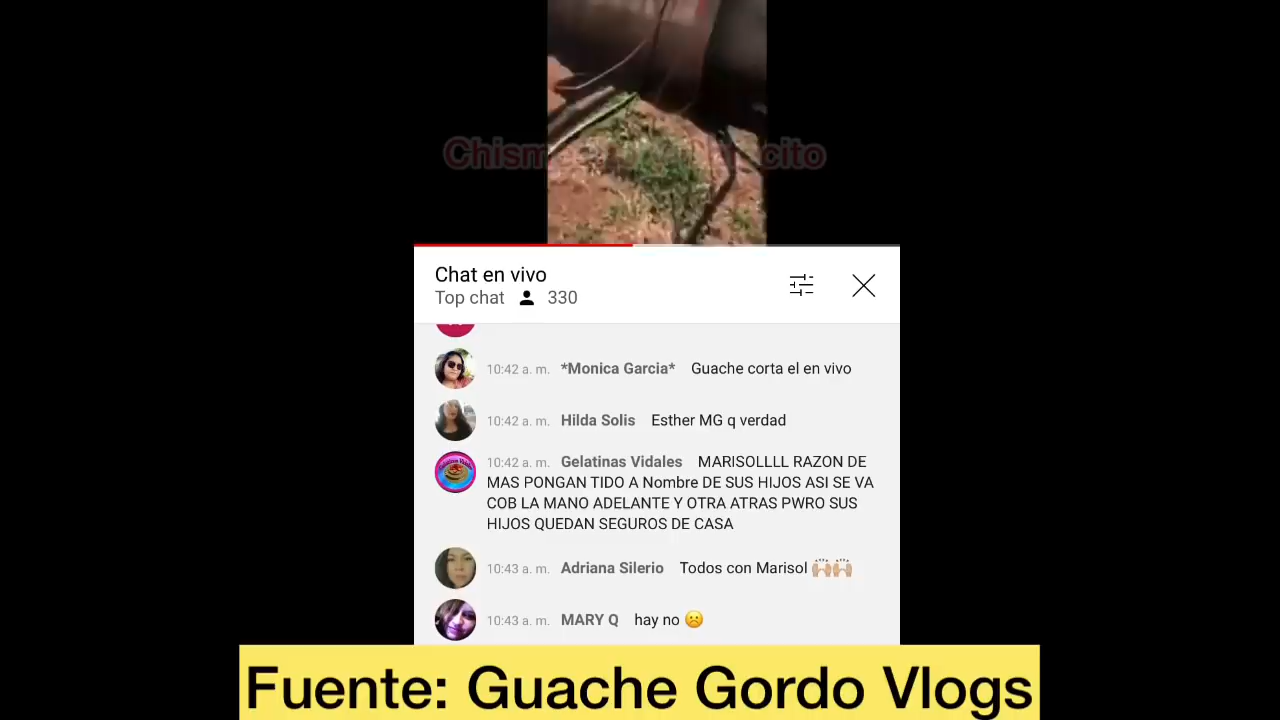 Chism cito
Chat en vivo
Top chat 330
10:42 a. m. *Monica Garcia* Guache corta el en vivo
10:42 a. m. Hilda Solis Esther MG q verdad
10:42 a. m. Gelatinas Vidales MARISOLLLL RAZON DE
MAS PONGAN TIDO A Nombre DE SUS HIJOS ASI SE VA
COB LA MANO ADELANTE Y OTRA ATRAS PWRO SUS
HIJOS QUEDAN SEGUROS DE CASA
10:43 a. m. Adriana Silerio Todos con Marisol 🙌🏼🙌🏼
10:43 a. m. MARY Q hay no ☹️
Fuente: Guache Gordo Vlogs